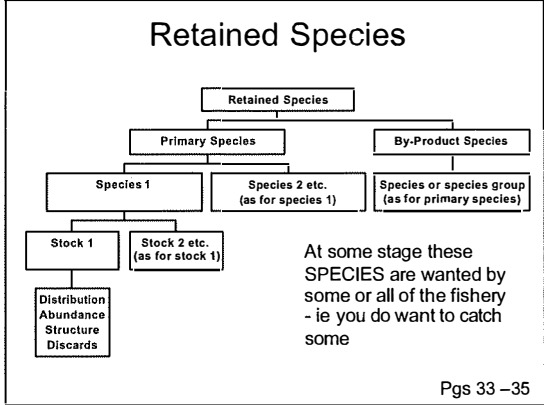 Retained Species
Retained Species
Primary Species
By-Product Species
Species 1
Species 2 etc.
(as for species 1)
Species or species group
(as for primary species)
Stock 1
Stock 2 etc.
(as for stock 1)
Distribution
Abundance
Structure
Discards
At some stage these
SPECIES are wanted by
some or all of the fishery
- ie you do want to catch
some
Pgs 33 –35